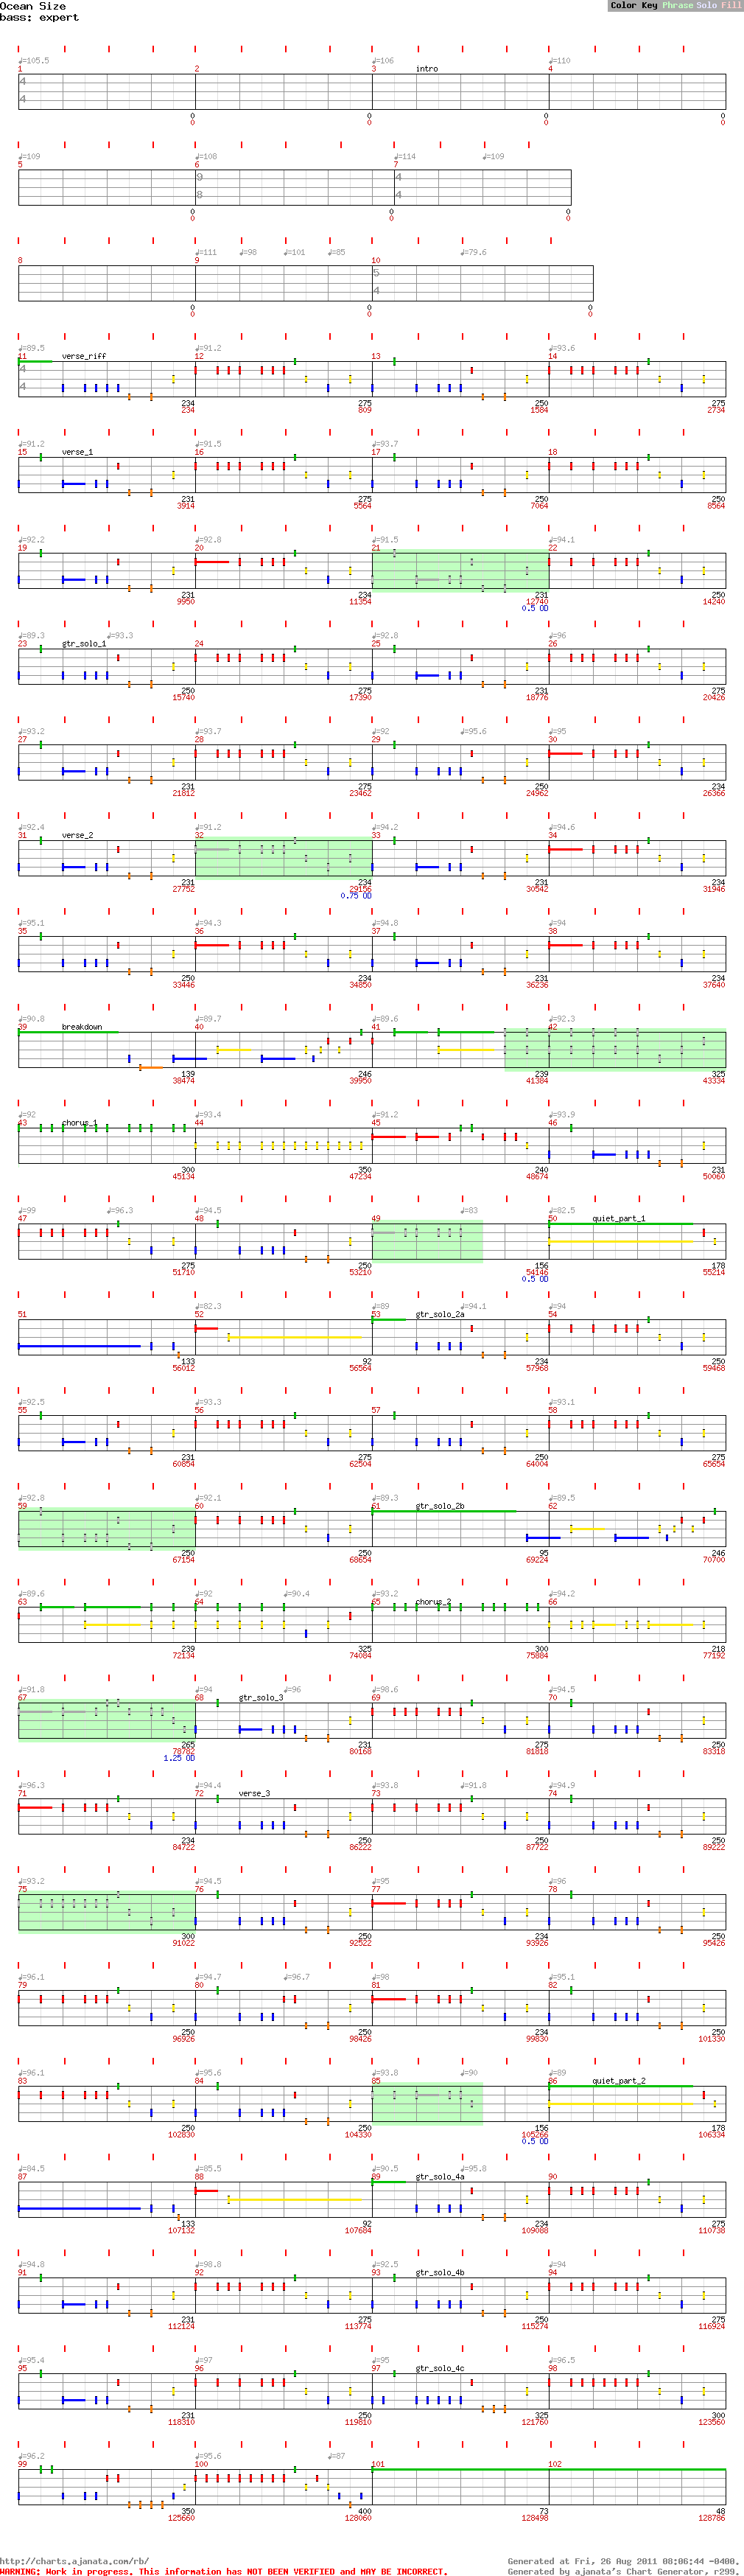 Ocean Size
Color Key Phrase Solo Fill
bass: expert
♩=105.5 ♩=106 ♩=110
1 2 3 intro 4
4
4
0 0 0 0
0 0 0 0
♩=109 ♩=108 ♩=114 ♩=109
5 6 7
9 4
8 4
0 0 0
0 0 0
♩=111 ♩=98 ♩=101 ♩=85 ♩=79.6
8 9 10
5
4
0 0 0
0 0 0
♩=89.5 ♩=91.2 ♩=93.6
11 verse_riff 12 13 14
4
4
234 275 250 275
234 809 1584 2734
♩=91.2 ♩=91.5 ♩=93.7
15 verse_1 16 17 18
231 275 250 250
3914 5564 7064 8564
♩=92.2 ♩=92.8 ♩=91.5 ♩=94.1
19 20 21 22
231 234 231 250
9950 11354 12740 14240
0.5 OD
♩=89.3 ♩=93.3 ♩=92.8 ♩=96
23 gtr_solo_1 24 25 26
250 275 231 275
15740 17390 18776 20426
♩=93.2 ♩=93.7 ♩=92 ♩=95.6 ♩=95
27 28 29 30
231 275 250 234
21812 23462 24962 26366
♩=92.4 ♩=91.2 ♩=94.2 ♩=94.6
31 verse_2 32 33 34
231 234 231 234
27752 29156 30542 31946
0.75 OD
♩=95.1 ♩=94.3 ♩=94.8 ♩=94
35 36 37 38
250 234 231 234
33446 34850 36236 37640
♩=90.8 ♩=89.7 ♩=89.6 ♩=92.3
39 breakdown 40 41 42
139 246 239 325
38474 39950 41384 43334
♩=92 ♩=93.4 ♩=91.2 ♩=93.9
43 chorus_1 44 45 46
300 350 240 231
45134 47234 48674 50060
♩=99 ♩=96.3 ♩=94.5 ♩=83 ♩=82.5
47 48 49 50 quiet_part_1
275 250 156 178
51710 53210 54146 55214
0.5 OD
♩=82.3 ♩=89 ♩=94.1 ♩=94
51 52 53 gtr_solo_2a 54
133 92 234 250
56012 56564 57968 59468
♩=92.5 ♩=93.3 ♩=93.1
55 56 57 58
231 275 250 275
60854 62504 64004 65654
♩=92.8 ♩=92.1 ♩=89.3 ♩=89.5
59 60 61 gtr_solo_2b 62
250 250 95 246
67154 68654 69224 70700
♩=89.6 ♩=92 ♩=90.4 ♩=93.2 ♩=94.2
63 64 65 chorus_2 66
239 325 300 218
72134 74084 75884 77192
♩=91.8 ♩=94 ♩=96 ♩=98.6 ♩=94.5
67 68 gtr_solo_3 69 70
265 231 275 250
78782 80168 81818 83318
1.25 OD
♩=96.3 ♩=94.4 ♩=93.8 ♩=91.8 ♩=94.9
71 72 verse_3 73 74
234 250 250 250
84722 86222 87722 89222
♩=93.2 ♩=94.5 ♩=95 ♩=96
75 76 77 78
300 250 234 250
91022 92522 93926 95426
♩=96.1 ♩=94.7 ♩=96.7 ♩=98 ♩=95.1
79 80 81 82
250 250 234 250
96926 98426 99830 101330
♩=96.1 ♩=95.6 ♩=93.8 ♩=90 ♩=89
83 84 85 86 quiet_part_2
250 250 156 178
102830 104330 105266 106334
0.5 OD
♩=84.5 ♩=85.5 ♩=90.5 ♩=95.8
87 88 89 gtr_solo_4a 90
133 92 234 275
107132 107684 109088 110738
♩=94.8 ♩=98.8 ♩=92.5 ♩=94
91 92 93 gtr_solo_4b 94
231 275 250 275
112124 113774 115274 116924
♩=95.4 ♩=97 ♩=95 ♩=96.5
95 96 97 gtr_solo_4c 98
231 250 325 300
118310 119810 121760 123560
♩=96.2 ♩=95.6 ♩=87
99 100 101 102
350 400 73 48
125660 128060 128498 128786
http://charts.ajanata.com/rb/
Generated at Fri, 26 Aug 2011 08:06:44 -0400.
WARNING: Work in progress. This information has NOT BEEN VERIFIED and MAY BE INCORRECT.
Generated by ajanata's Chart Generator, r299.